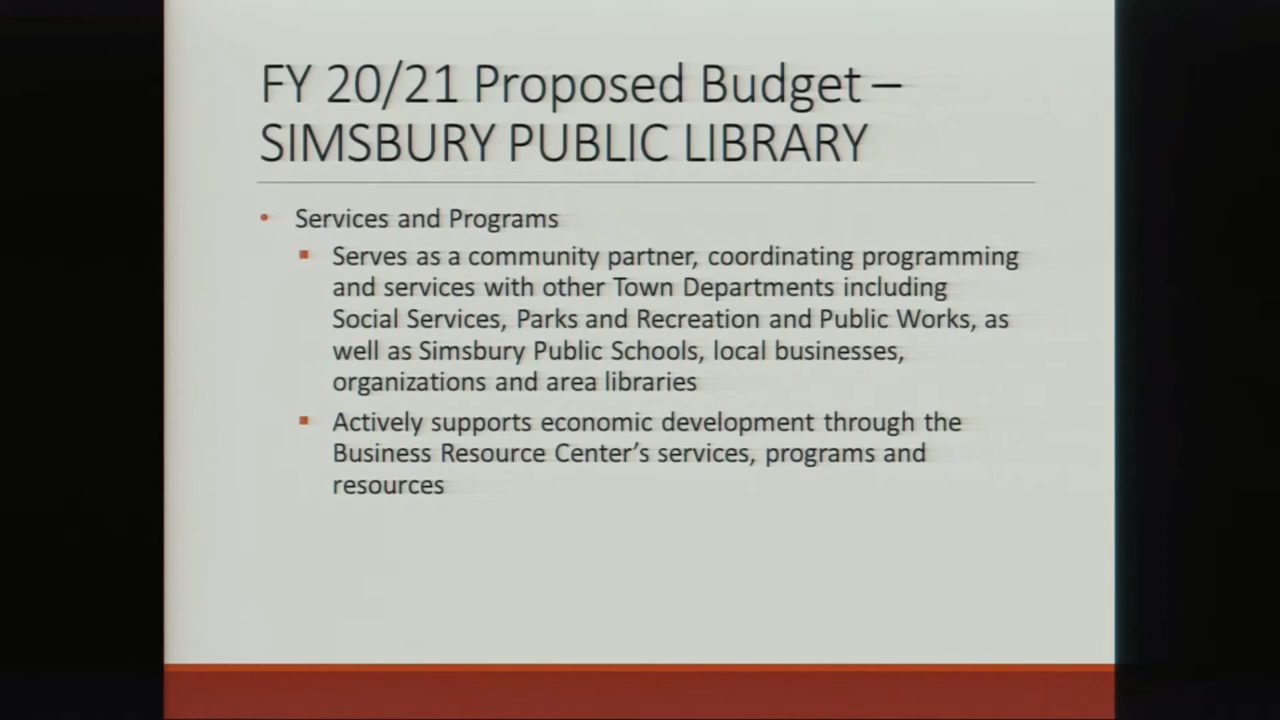 FY 20/21 Proposed Budget –
SIMSBURY PUBLIC LIBRARY
• Services and Programs
▪ Serves as a community partner, coordinating programming
and services with other Town Departments including
Social Services, Parks and Recreation and Public Works, as
well as Simsbury Public Schools, local businesses,
organizations and area libraries
▪ Actively supports economic development through the
Business Resource Center’s services, programs and
resources